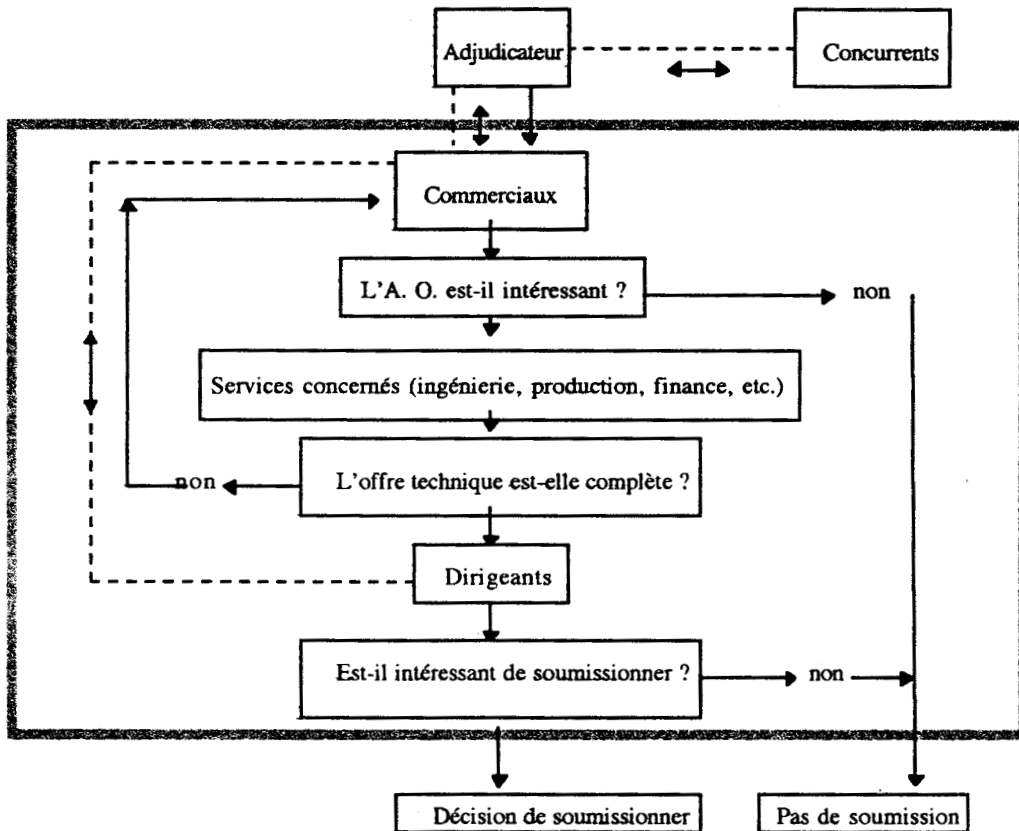 Adjudicateur
Concurrents
Commerciaux
L'A. O. est-il intéressant ?
non
Services concernés (ingénierie, production, finance, etc.)
non
L'offre technique est-elle complète ?
Dirigeants
Est-il intéressant de soumissionner ?
non
Décision de soumissionner
Pas de soumission